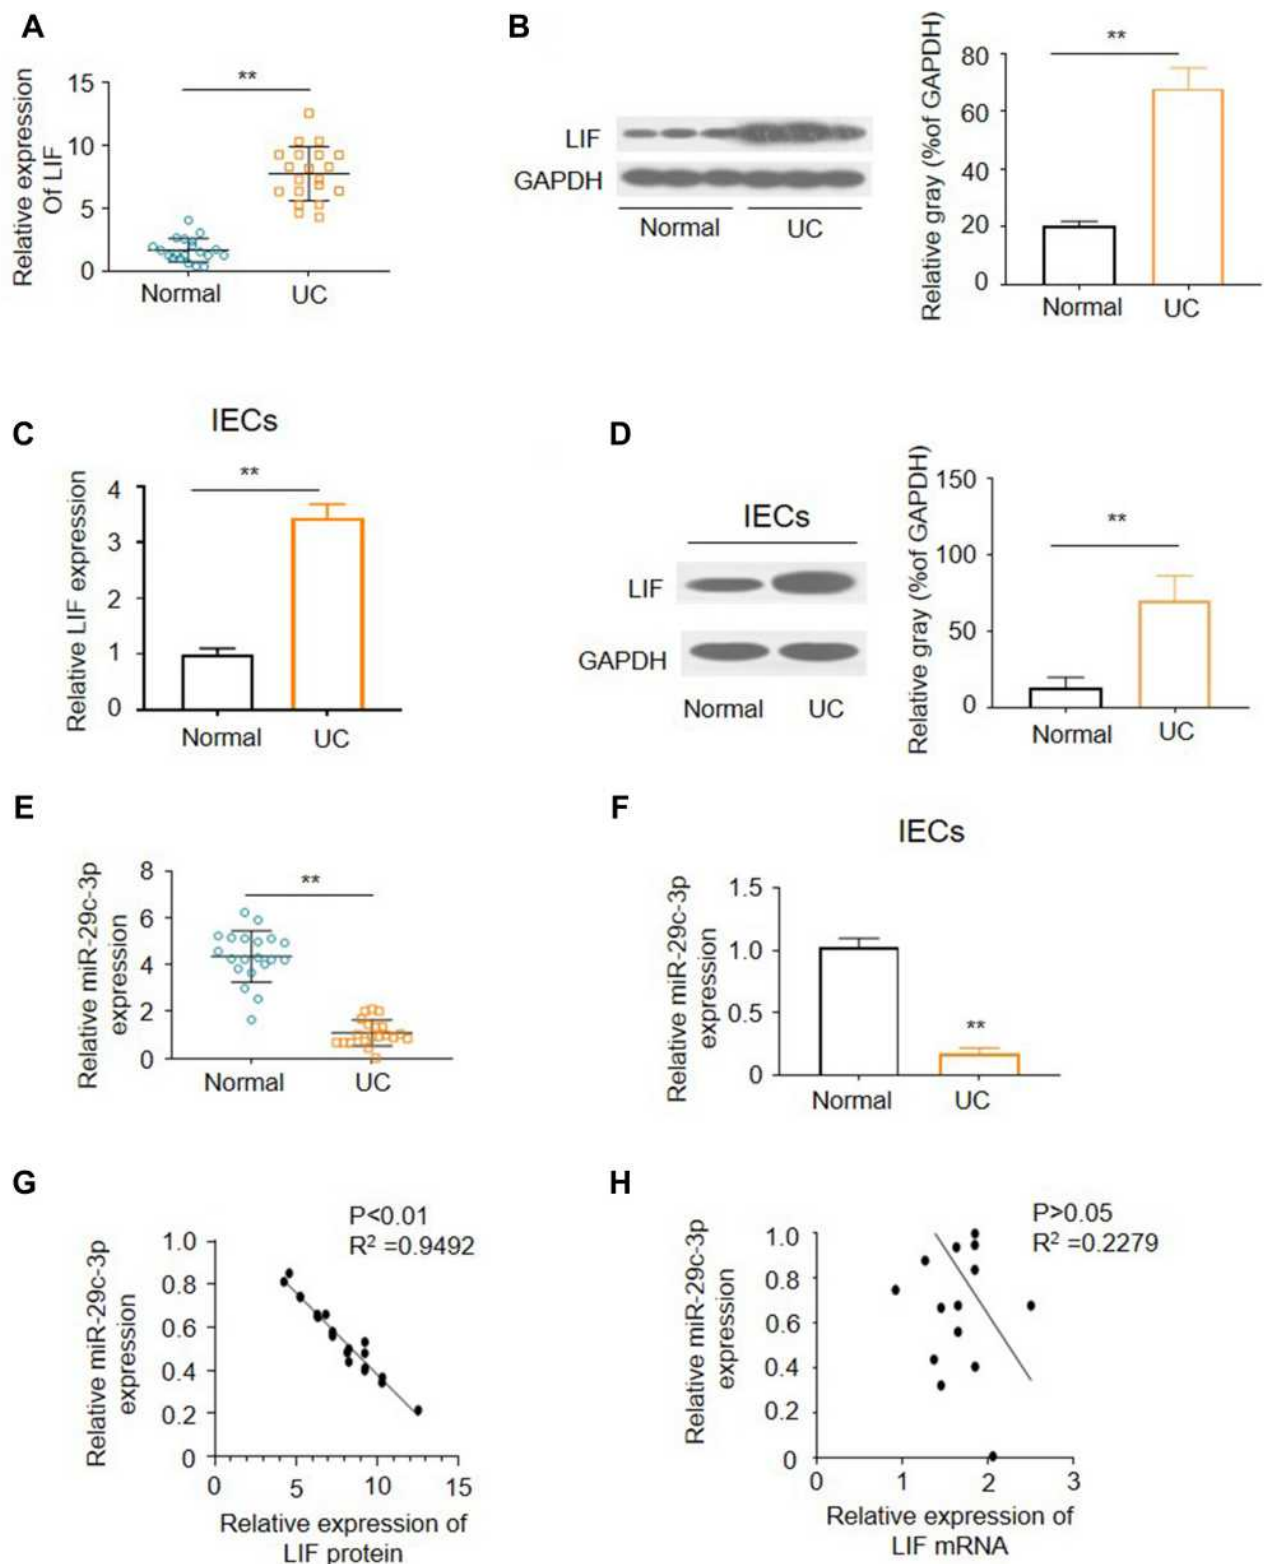 A
Relative expression
Of LIF
15
10
5
0
**
Normal
UC
B
LIF
GAPDH
Normal
UC
Relative gray (%of GAPDH)
80
60
40
20
0
**
Normal
UC
C
IECs
Relative LIF expression
4
3
2
1
0
**
Normal
UC
D
IECs
LIF
GAPDH
Normal
UC
Relative gray (%of GAPDH)
150
100
50
0
**
Normal
UC
E
Relative miR-29c-3p
expression
8
6
4
2
0
**
Normal
UC
F
IECs
Relative miR-29c-3p
expression
1.5
1.0
0.5
0
**
Normal
UC
G
P<0.01
R² =0.9492
Relative miR-29c-3p
expression
1.0
0.8
0.6
0.4
0.2
0
0
5
10
15
Relative expression of
LIF protein
H
P>0.05
R² =0.2279
Relative miR-29c-3p
expression
1.0
0.8
0.6
0.4
0.2
0
0
1
2
3
Relative expression of
LIF mRNA